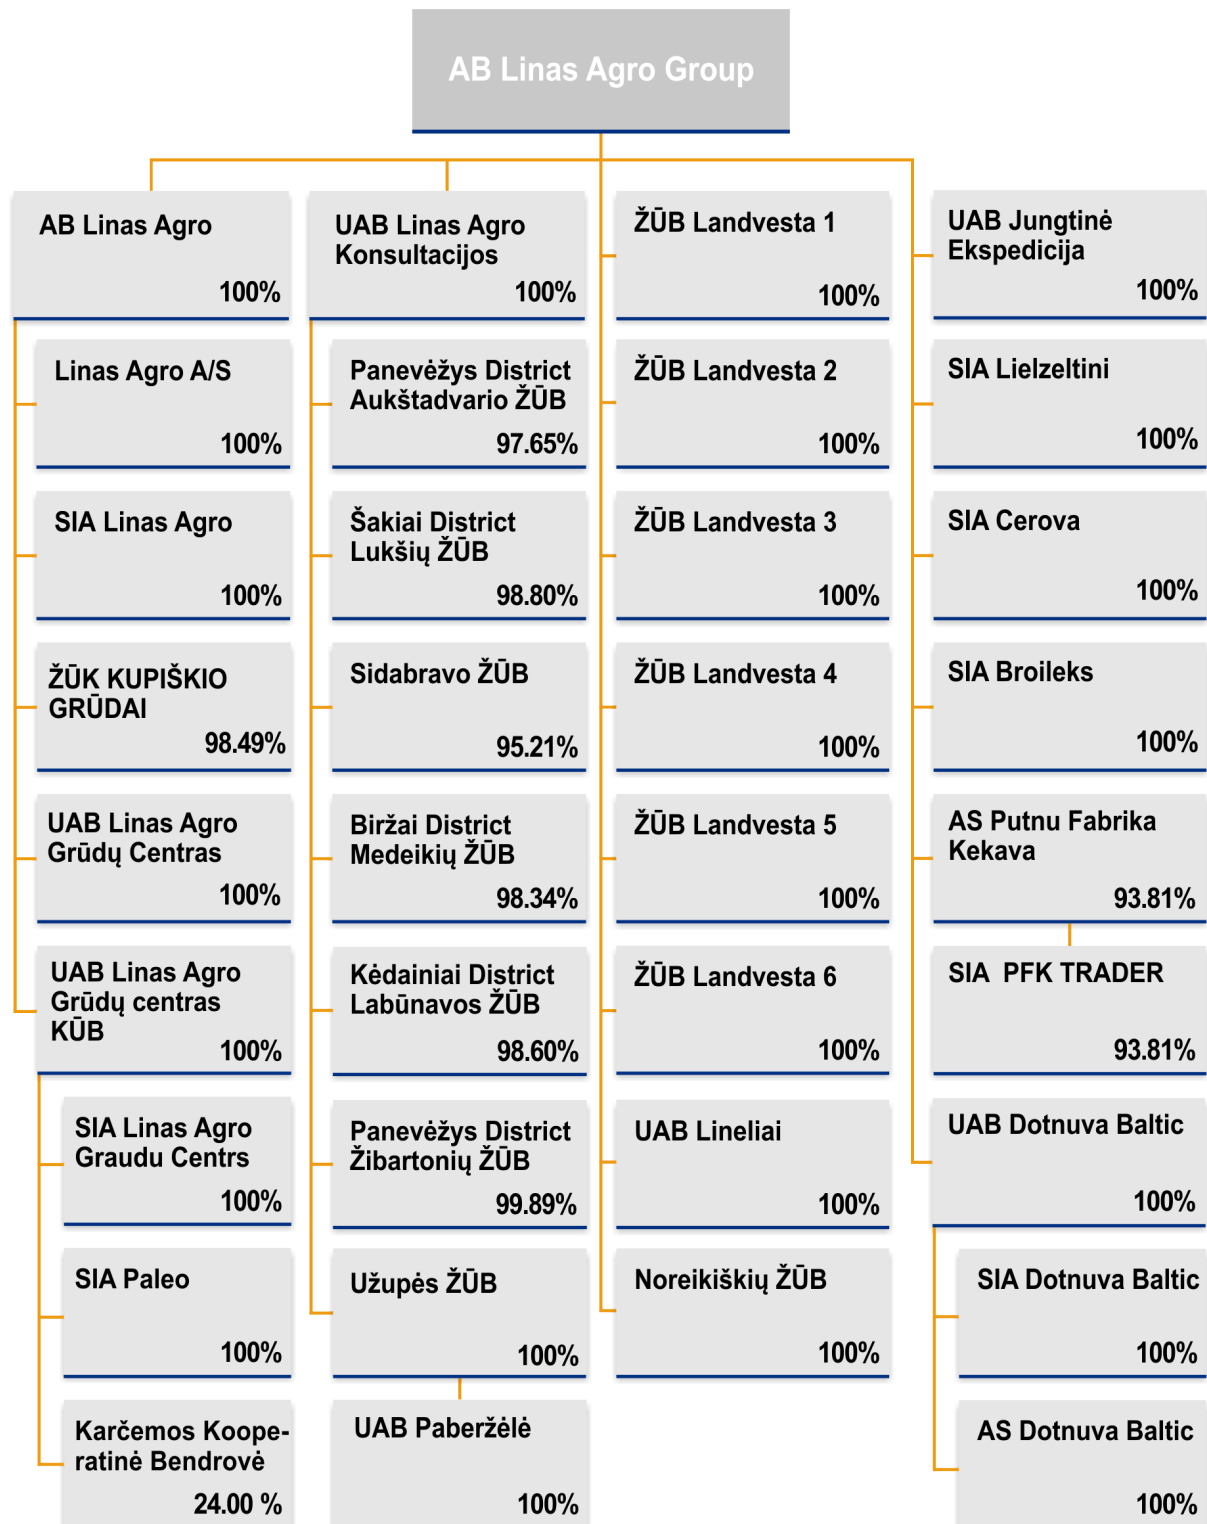 AB Linas Agro Group
AB Linas Agro
100%
Linas Agro A/S
100%
SIA Linas Agro
100%
ŽŪK KUPIŠKIO
GRŪDAI
98.49%
UAB Linas Agro
Grūdų Centras
100%
UAB Linas Agro
Grūdų centras
KŪB
100%
SIA Linas Agro
Graudu Centrs
100%
SIA Paleo
100%
Karčemos Koope-
ratinė Bendrovė
24.00 %
UAB Linas Agro
Konsultacijos
100%
Panevėžys District
Aukštadvario ŽŪB
97.65%
Šakiai District
Lukšių ŽŪB
98.80%
Sidabravo ŽŪB
95.21%
Biržai District
Medeikių ŽŪB
98.34%
Kėdainiai District
Labūnavos ŽŪB
98.60%
Panevėžys District
Žibartonių ŽŪB
99.89%
Užupės ŽŪB
100%
UAB Paberžėlė
100%
ŽŪB Landvesta 1
100%
ŽŪB Landvesta 2
100%
ŽŪB Landvesta 3
100%
ŽŪB Landvesta 4
100%
ŽŪB Landvesta 5
100%
ŽŪB Landvesta 6
100%
UAB Lineliai
100%
Noreikiškių ŽŪB
100%
UAB Jungtinė
Ekspedicija
100%
SIA Lielzeltini
100%
SIA Cerova
100%
SIA Broileks
100%
AS Putnu Fabrika
Kekava
93.81%
SIA PFK TRADER
93.81%
UAB Dotnuva Baltic
100%
SIA Dotnuva Baltic
100%
AS Dotnuva Baltic
100%